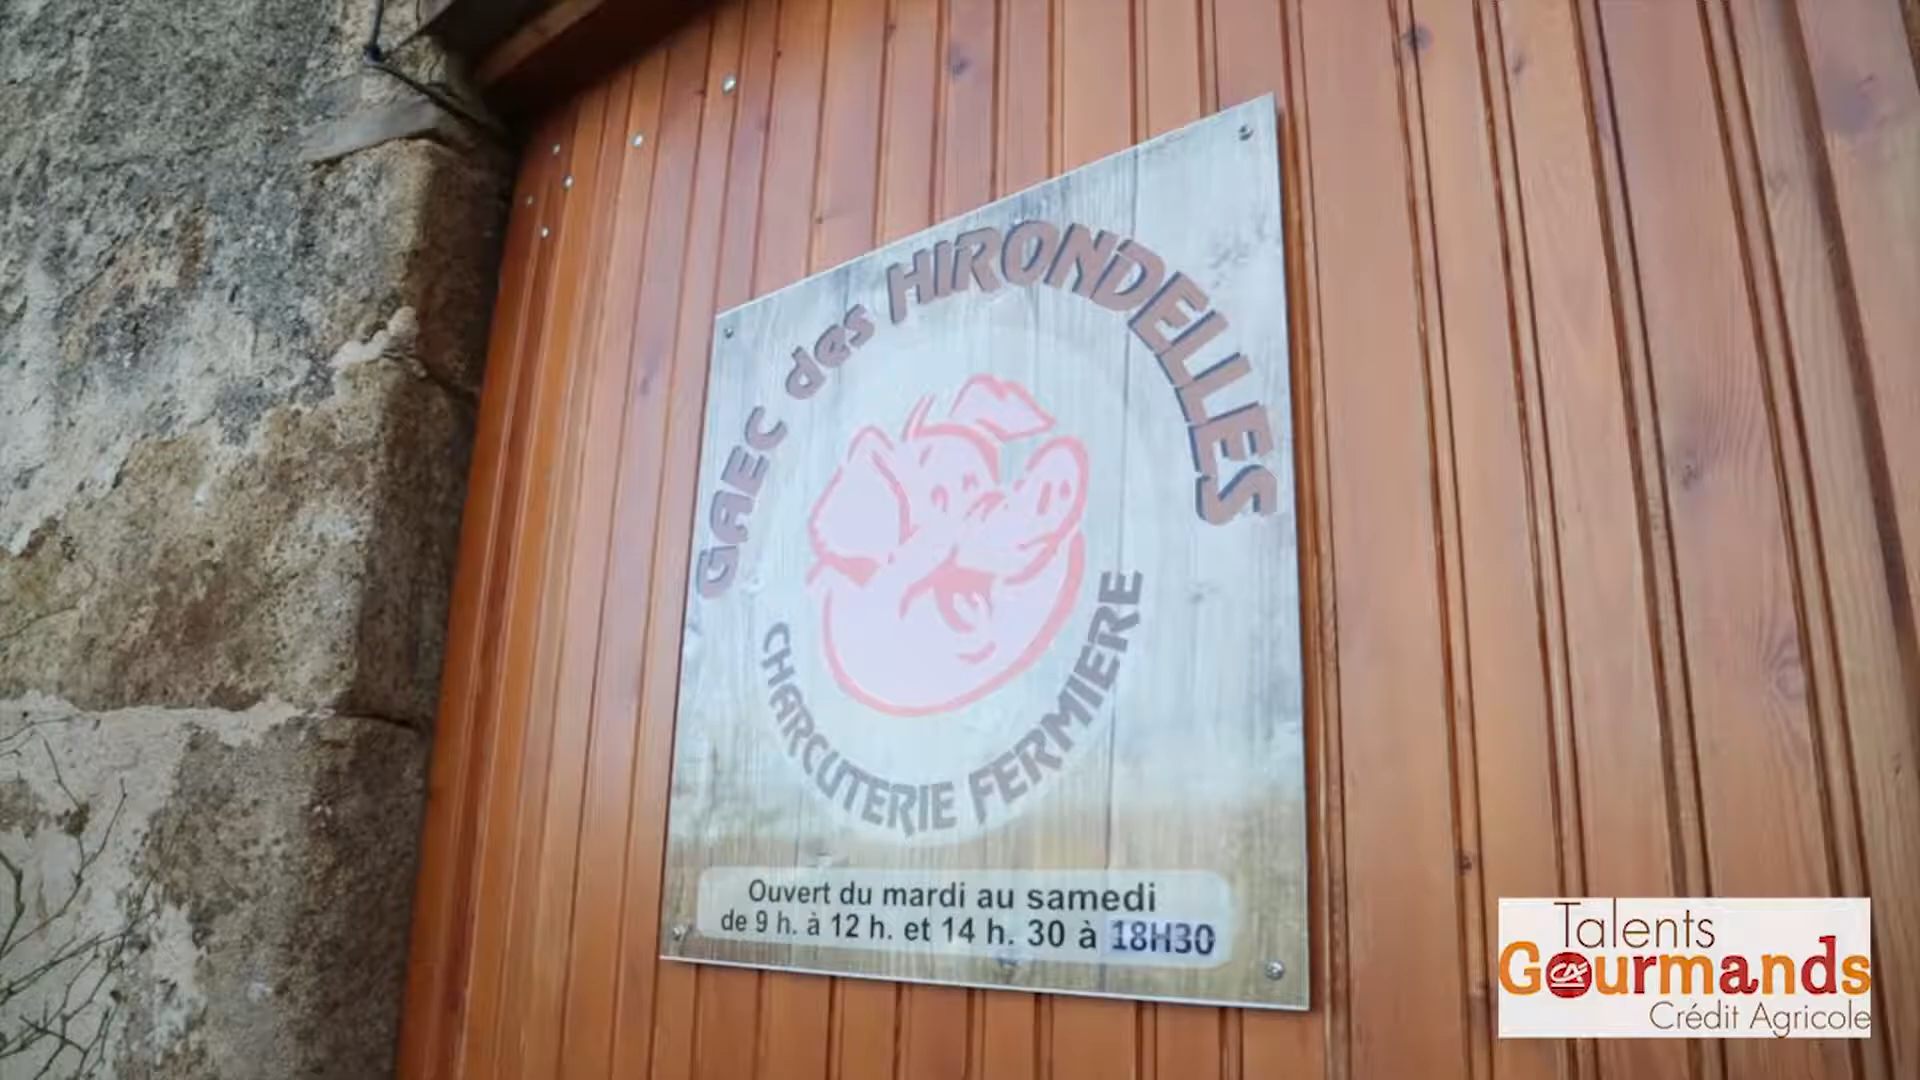 GAEC des HIRONDELLES
CHARCUTERIE FERMIERE
Ouvert du mardi au samedi
de 9 h. à 12 h. et 14 h. 30 à 18H30
Talents
Gourmands
Crédit Agricole